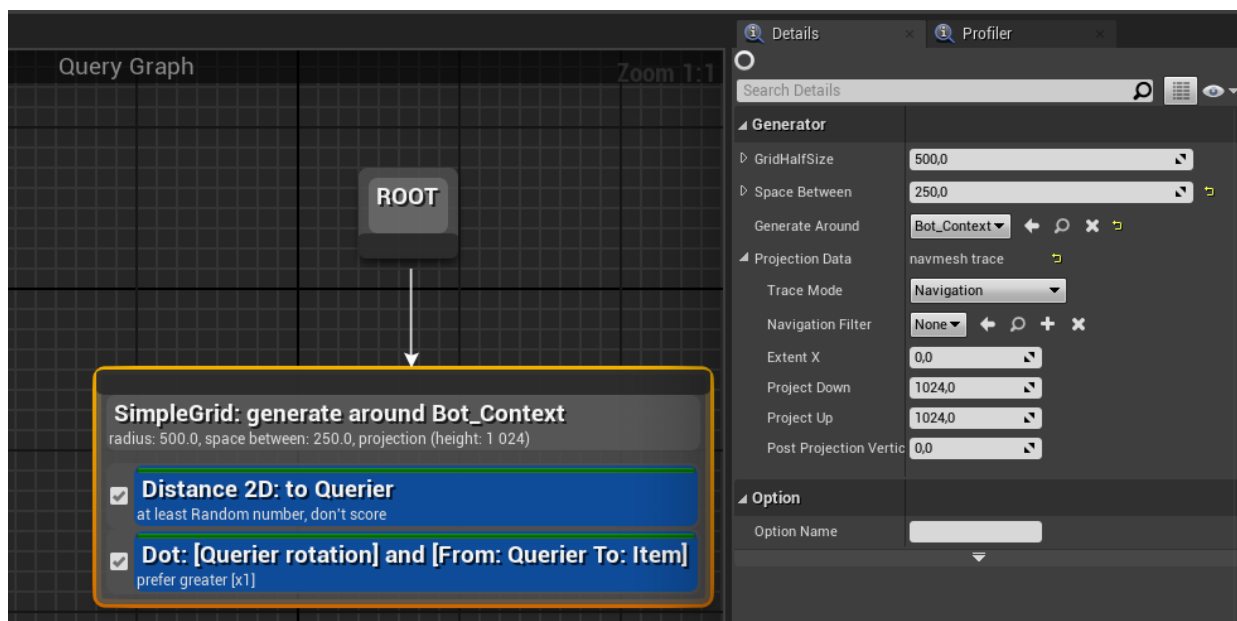 Query Graph
Zoom 1:1
ROOT
SimpleGrid: generate around Bot_Context
radius: 500.0, space between: 250.0, projection (height: 1 024)
Distance 2D: to Querier
at least Random number, don't score
Dot: [Querier rotation] and [From: Querier To: Item]
prefer greater [x1]
Details
Profiler
Search Details
Generator
GridHalfSize 500,0
Space Between 250,0
Generate Around Bot_Context
Projection Data navmesh trace
Trace Mode Navigation
Navigation Filter None
Extent X 0,0
Project Down 1024,0
Project Up 1024,0
Post Projection Vertic 0,0
Option
Option Name